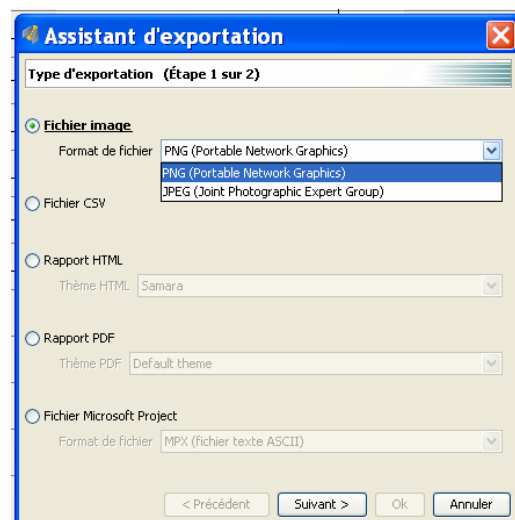 Assistant d'exportation
Type d'exportation (Étape 1 sur 2)
Fichier image
Format de fichier PNG (Portable Network Graphics)
PNG (Portable Network Graphics)
JPEG (Joint Photographic Expert Group)
Fichier CSV
Rapport HTML
Thème HTML Samara
Rapport PDF
Thème PDF Default theme
Fichier Microsoft Project
Format de fichier MPX (fichier texte ASCII)
< Précédent Suivant > Ok Annuler